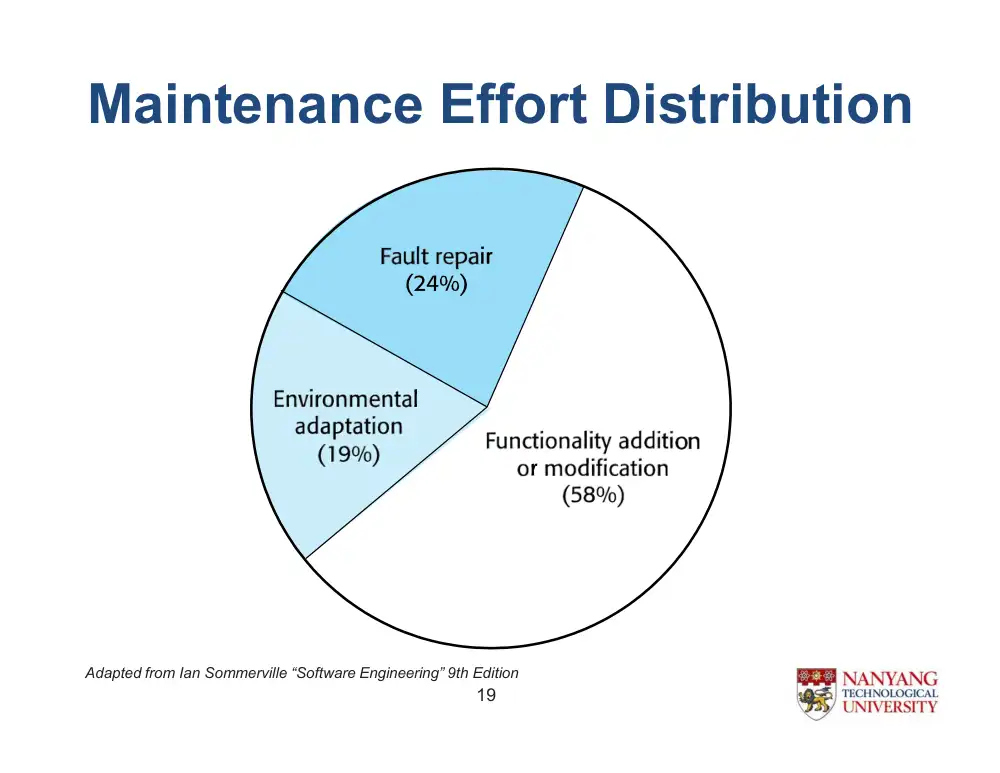 Maintenance Effort Distribution
Fault repair
(24%)
Environmental
adaptation
(19%)
Functionality addition
or modification
(58%)
Adapted from Ian Sommerville “Software Engineering” 9th Edition
19
NANYANG
TECHNOLOGICAL
UNIVERSITY